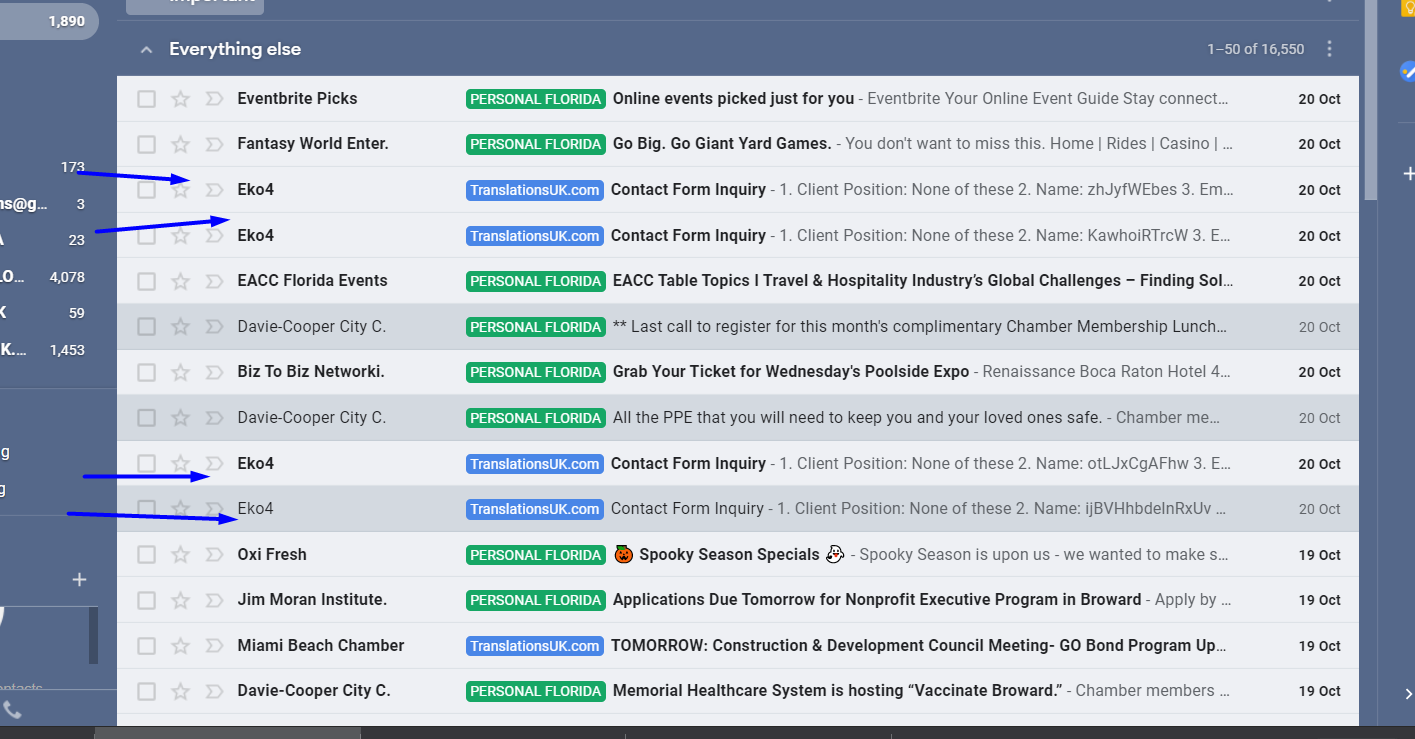 Important
1,890
Everything else
1–50 of 16,550
Eventbrite Picks PERSONAL FLORIDA Online events picked just for you - Eventbrite Your Online Event Guide Stay connect... 20 Oct
Fantasy World Enter. PERSONAL FLORIDA Go Big. Go Giant Yard Games. - You don't want to miss this. Home | Rides | Casino | ... 20 Oct
173
Eko4 TranslationsUK.com Contact Form Inquiry - 1. Client Position: None of these 2. Name: zhJyfWEbes 3. Em... 20 Oct
ns@g... 3
Eko4 TranslationsUK.com Contact Form Inquiry - 1. Client Position: None of these 2. Name: KawhoiRTrcW 3. E... 20 Oct
A 23
LO... 4,078
EACC Florida Events PERSONAL FLORIDA EACC Table Topics I Travel & Hospitality Industry's Global Challenges – Finding Sol... 20 Oct
K 59
Davie-Cooper City C. PERSONAL FLORIDA ** Last call to register for this month's complimentary Chamber Membership Lunch... 20 Oct
K.... 1,453
Biz To Biz Networki. PERSONAL FLORIDA Grab Your Ticket for Wednesday's Poolside Expo - Renaissance Boca Raton Hotel 4... 20 Oct
Davie-Cooper City C. PERSONAL FLORIDA All the PPE that you will need to keep you and your loved ones safe. - Chamber me... 20 Oct
g
Eko4 TranslationsUK.com Contact Form Inquiry - 1. Client Position: None of these 2. Name: otLJxCgAFhw 3. E... 20 Oct
g
Eko4 TranslationsUK.com Contact Form Inquiry - 1. Client Position: None of these 2. Name: ijBVHhbdeInRxUv ... 20 Oct
Oxi Fresh PERSONAL FLORIDA 🎃 Spooky Season Specials 👻 - Spooky Season is upon us - we wanted to make s... 19 Oct
Jim Moran Institute. PERSONAL FLORIDA Applications Due Tomorrow for Nonprofit Executive Program in Broward - Apply by ... 19 Oct
Miami Beach Chamber TranslationsUK.com TOMORROW: Construction & Development Council Meeting- GO Bond Program Up... 19 Oct
Davie-Cooper City C. PERSONAL FLORIDA Memorial Healthcare System is hosting “Vaccinate Broward.” - Chamber members ... 19 Oct